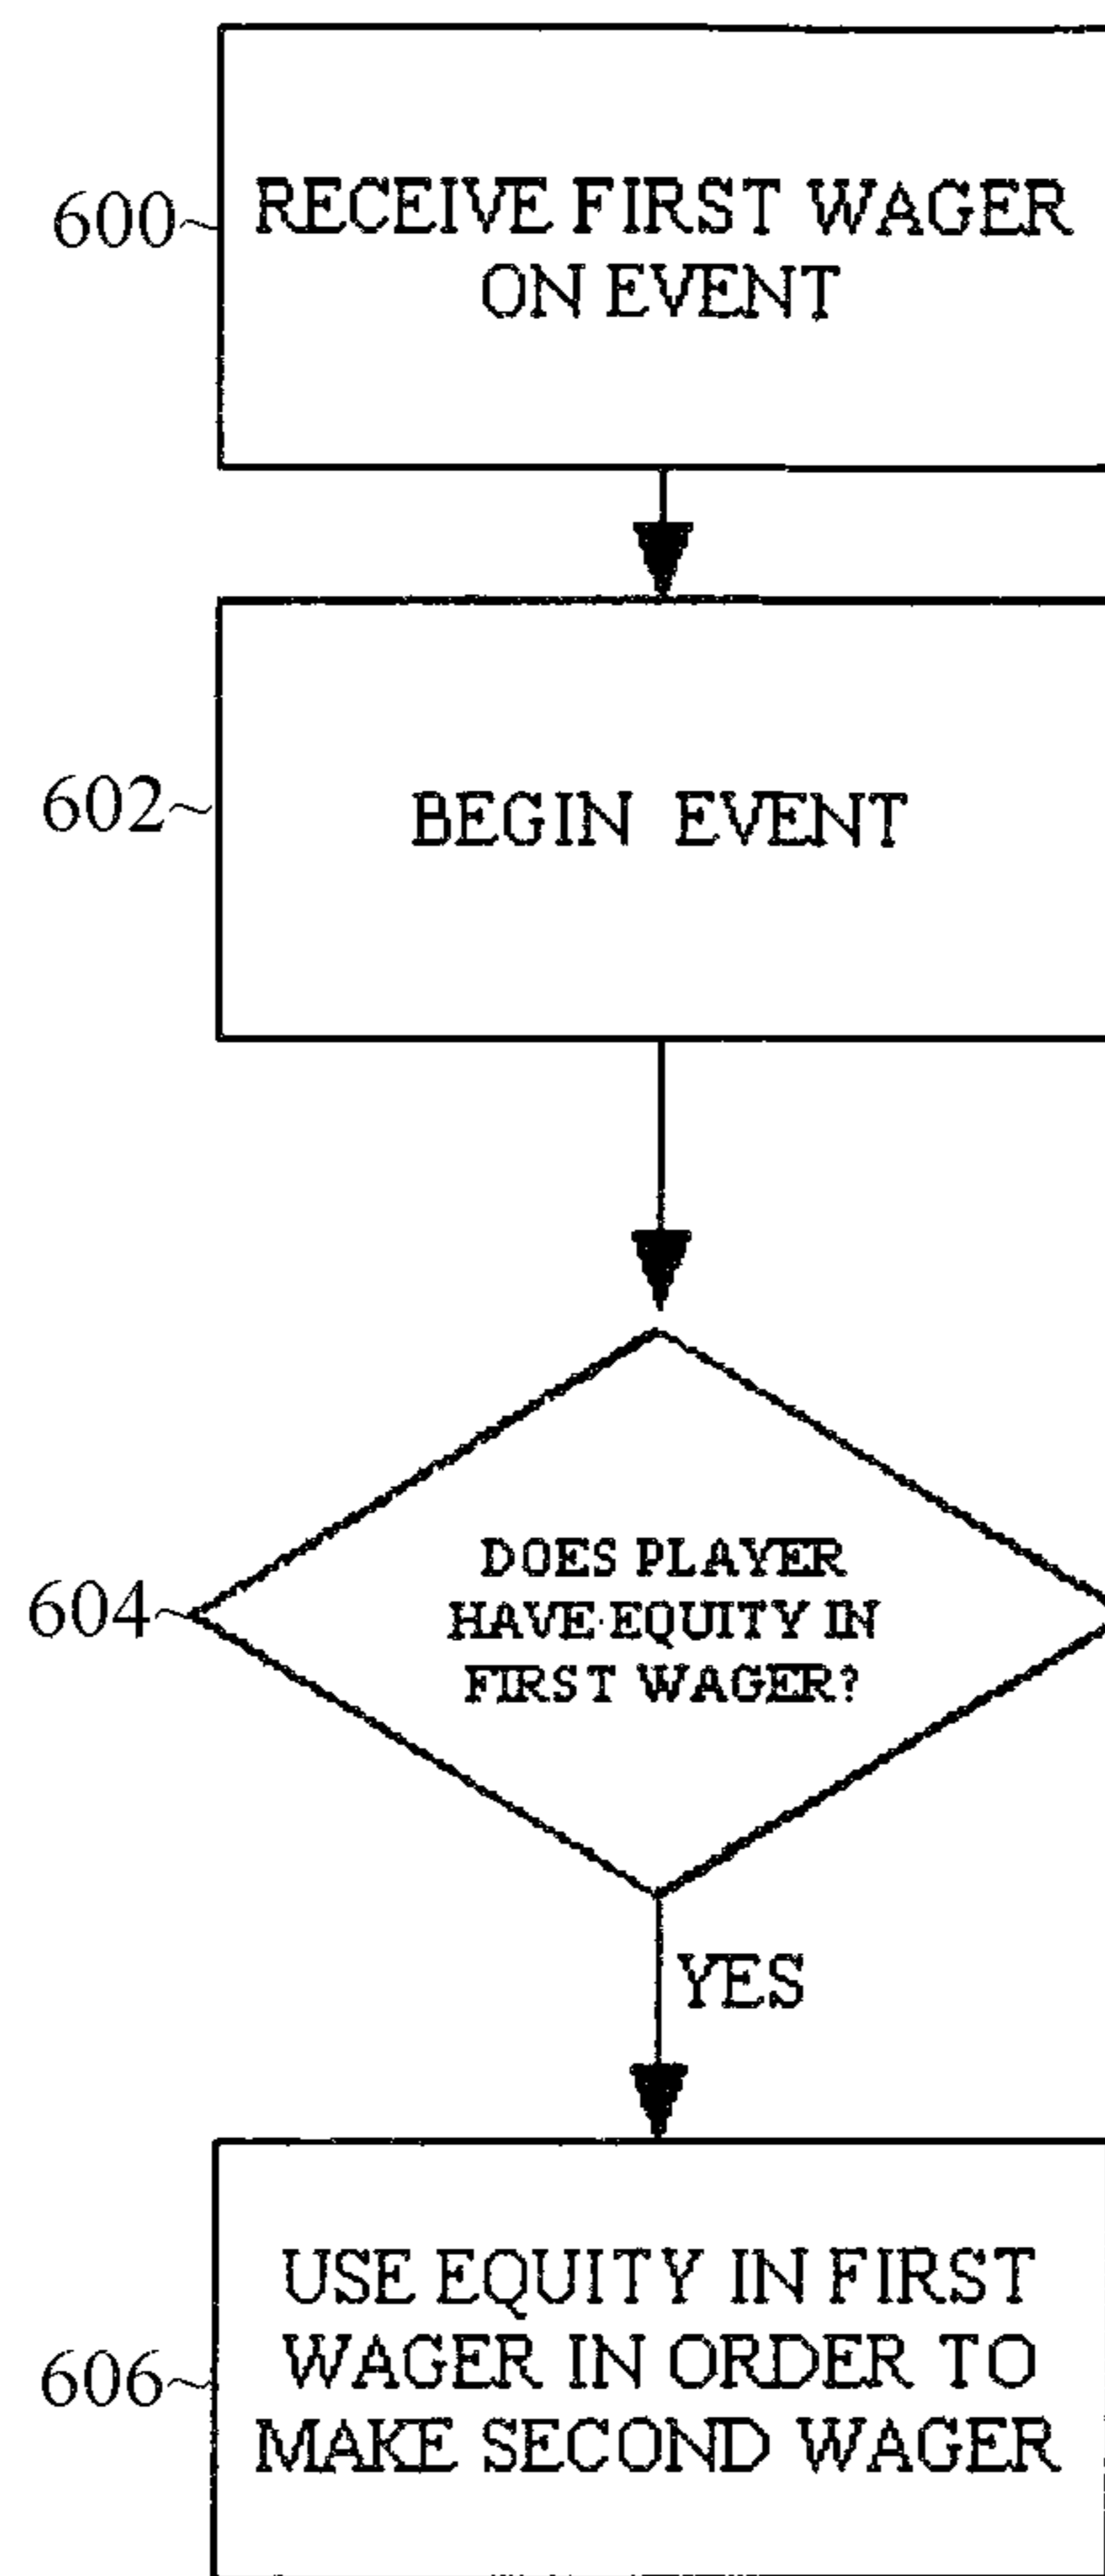 600
RECEIVE FIRST WAGER
ON EVENT
602
BEGIN EVENT
604
DOES PLAYER
HAVE EQUITY IN
FIRST WAGER?
YES
606
USE EQUITY IN FIRST
WAGER IN ORDER TO
MAKE SECOND WAGER